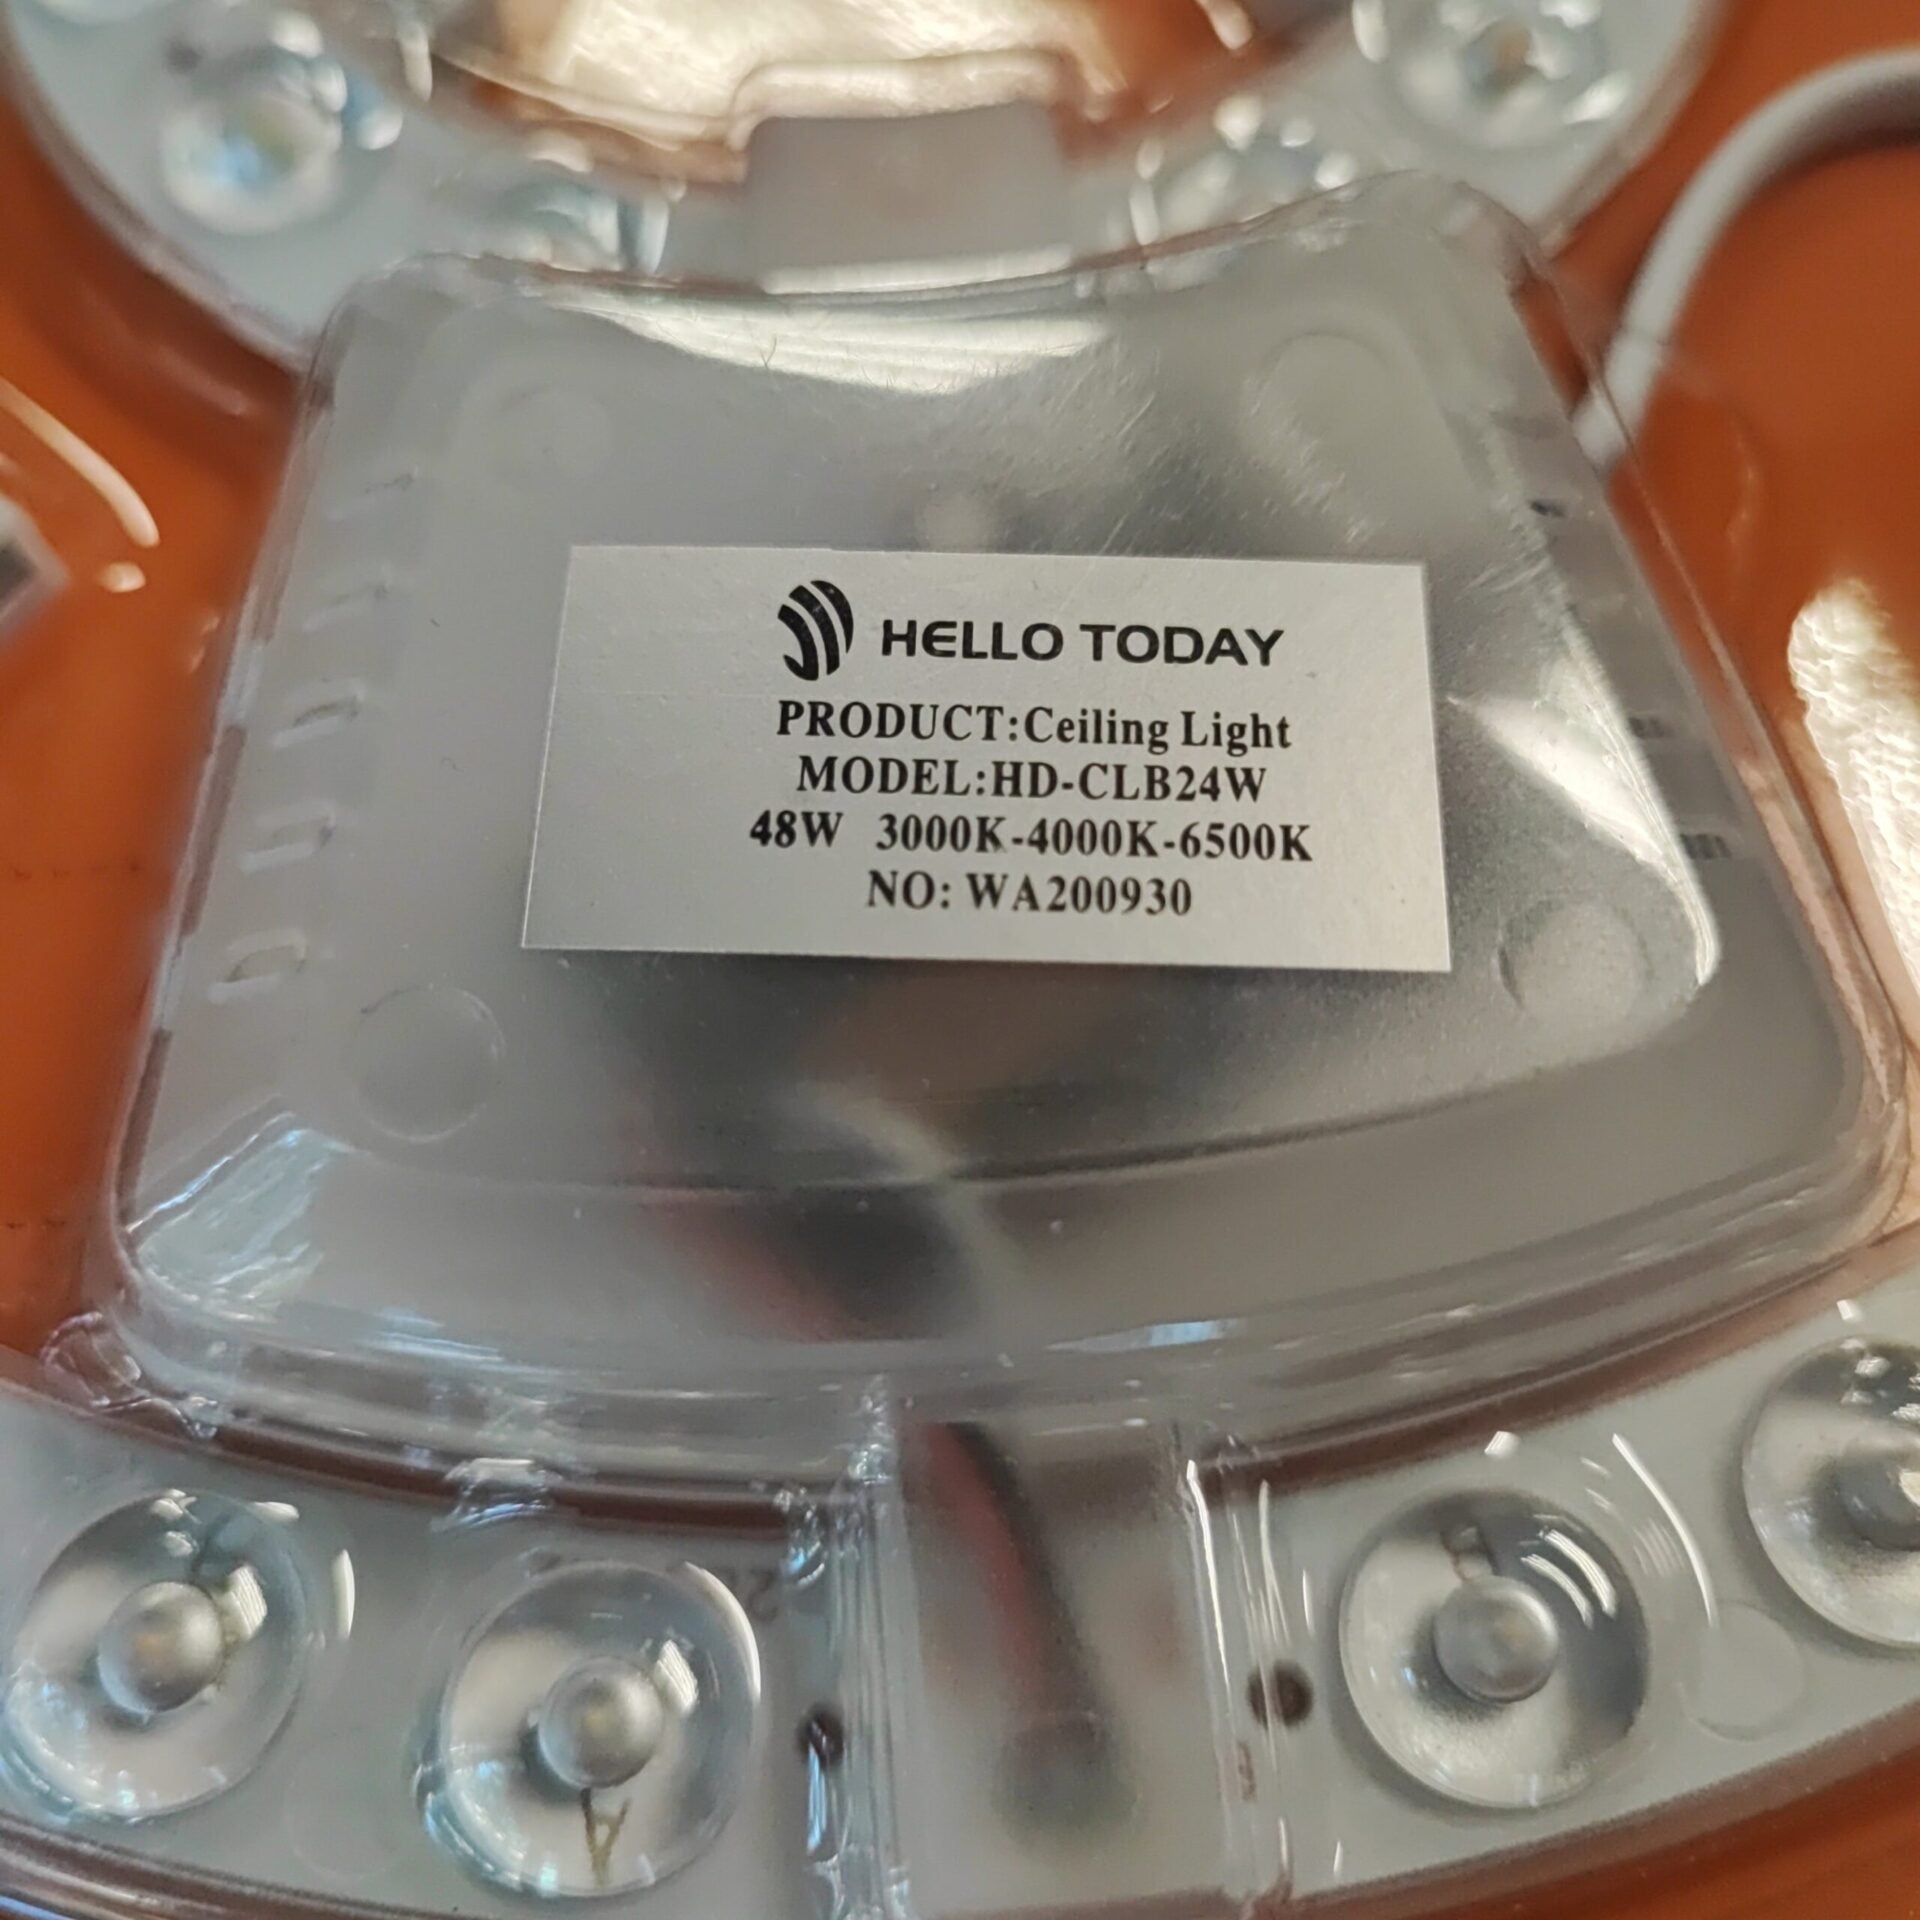 HELLO TODAY
PRODUCT:Ceiling Light
MODEL:HD-CLB24W
48W 3000K-4000K-6500K
NO: WA200930